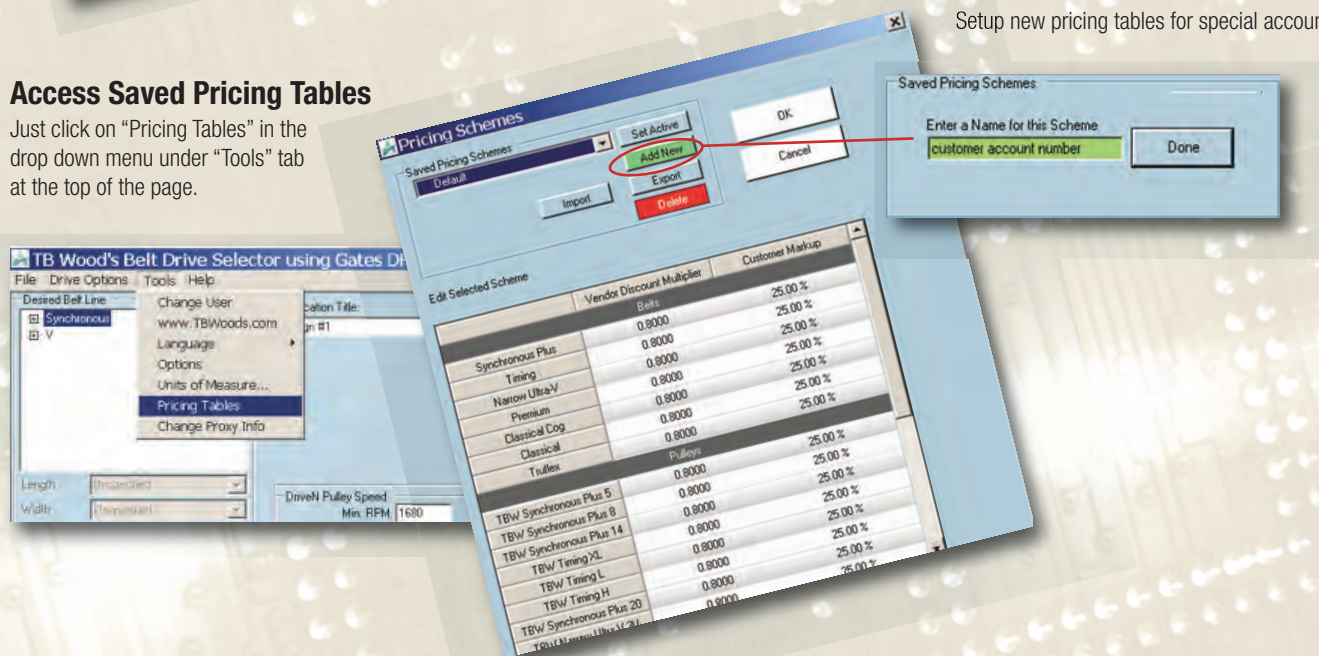 Setup new pricing tables for special
Access Saved Pricing Tables
Just click on “Pricing Tables” in the
drop down menu under “Tools” tab
at the top of the page.
TB Wood's Belt Drive Selector using Gates
File Drive Options Tools Help
Desired Belt Line
Synchronous
V
Change User
www.TBWoods.com
Language
Options
Units of Measure...
Pricing Tables
Change Proxy Info
Title:
#1
Length
Width
DriveN Pulley Speed
Min. RPM 1680
Pricing Schemes
Saved Pricing Schemes
Default
Set Active
Add New
Export
Delete
Import
OK
Cancel
Edit Selected Scheme
Vendor Discount Multiplier Customer Markup
Belts
Synchronous Plus 0.8000 25.00 %
Timing 0.8000 25.00 %
Narrow Ultra-V 0.8000 25.00 %
Premium 0.8000 25.00 %
Classical Cog 0.8000 25.00 %
Classical 0.8000 25.00 %
Truflex
Pulleys
TBW Synchronous Plus 5 0.8000 25.00 %
TBW Synchronous Plus 8 0.8000 25.00 %
TBW Synchronous Plus 14 0.8000 25.00 %
TBW Timing XL 0.8000 25.00 %
TBW Timing L 0.8000 25.00 %
TBW Timing H 0.8000 25.00 %
TBW Synchronous Plus 20 0.8000 25.00 %
Saved Pricing Schemes
Enter a Name for this Scheme
customer account number
Done